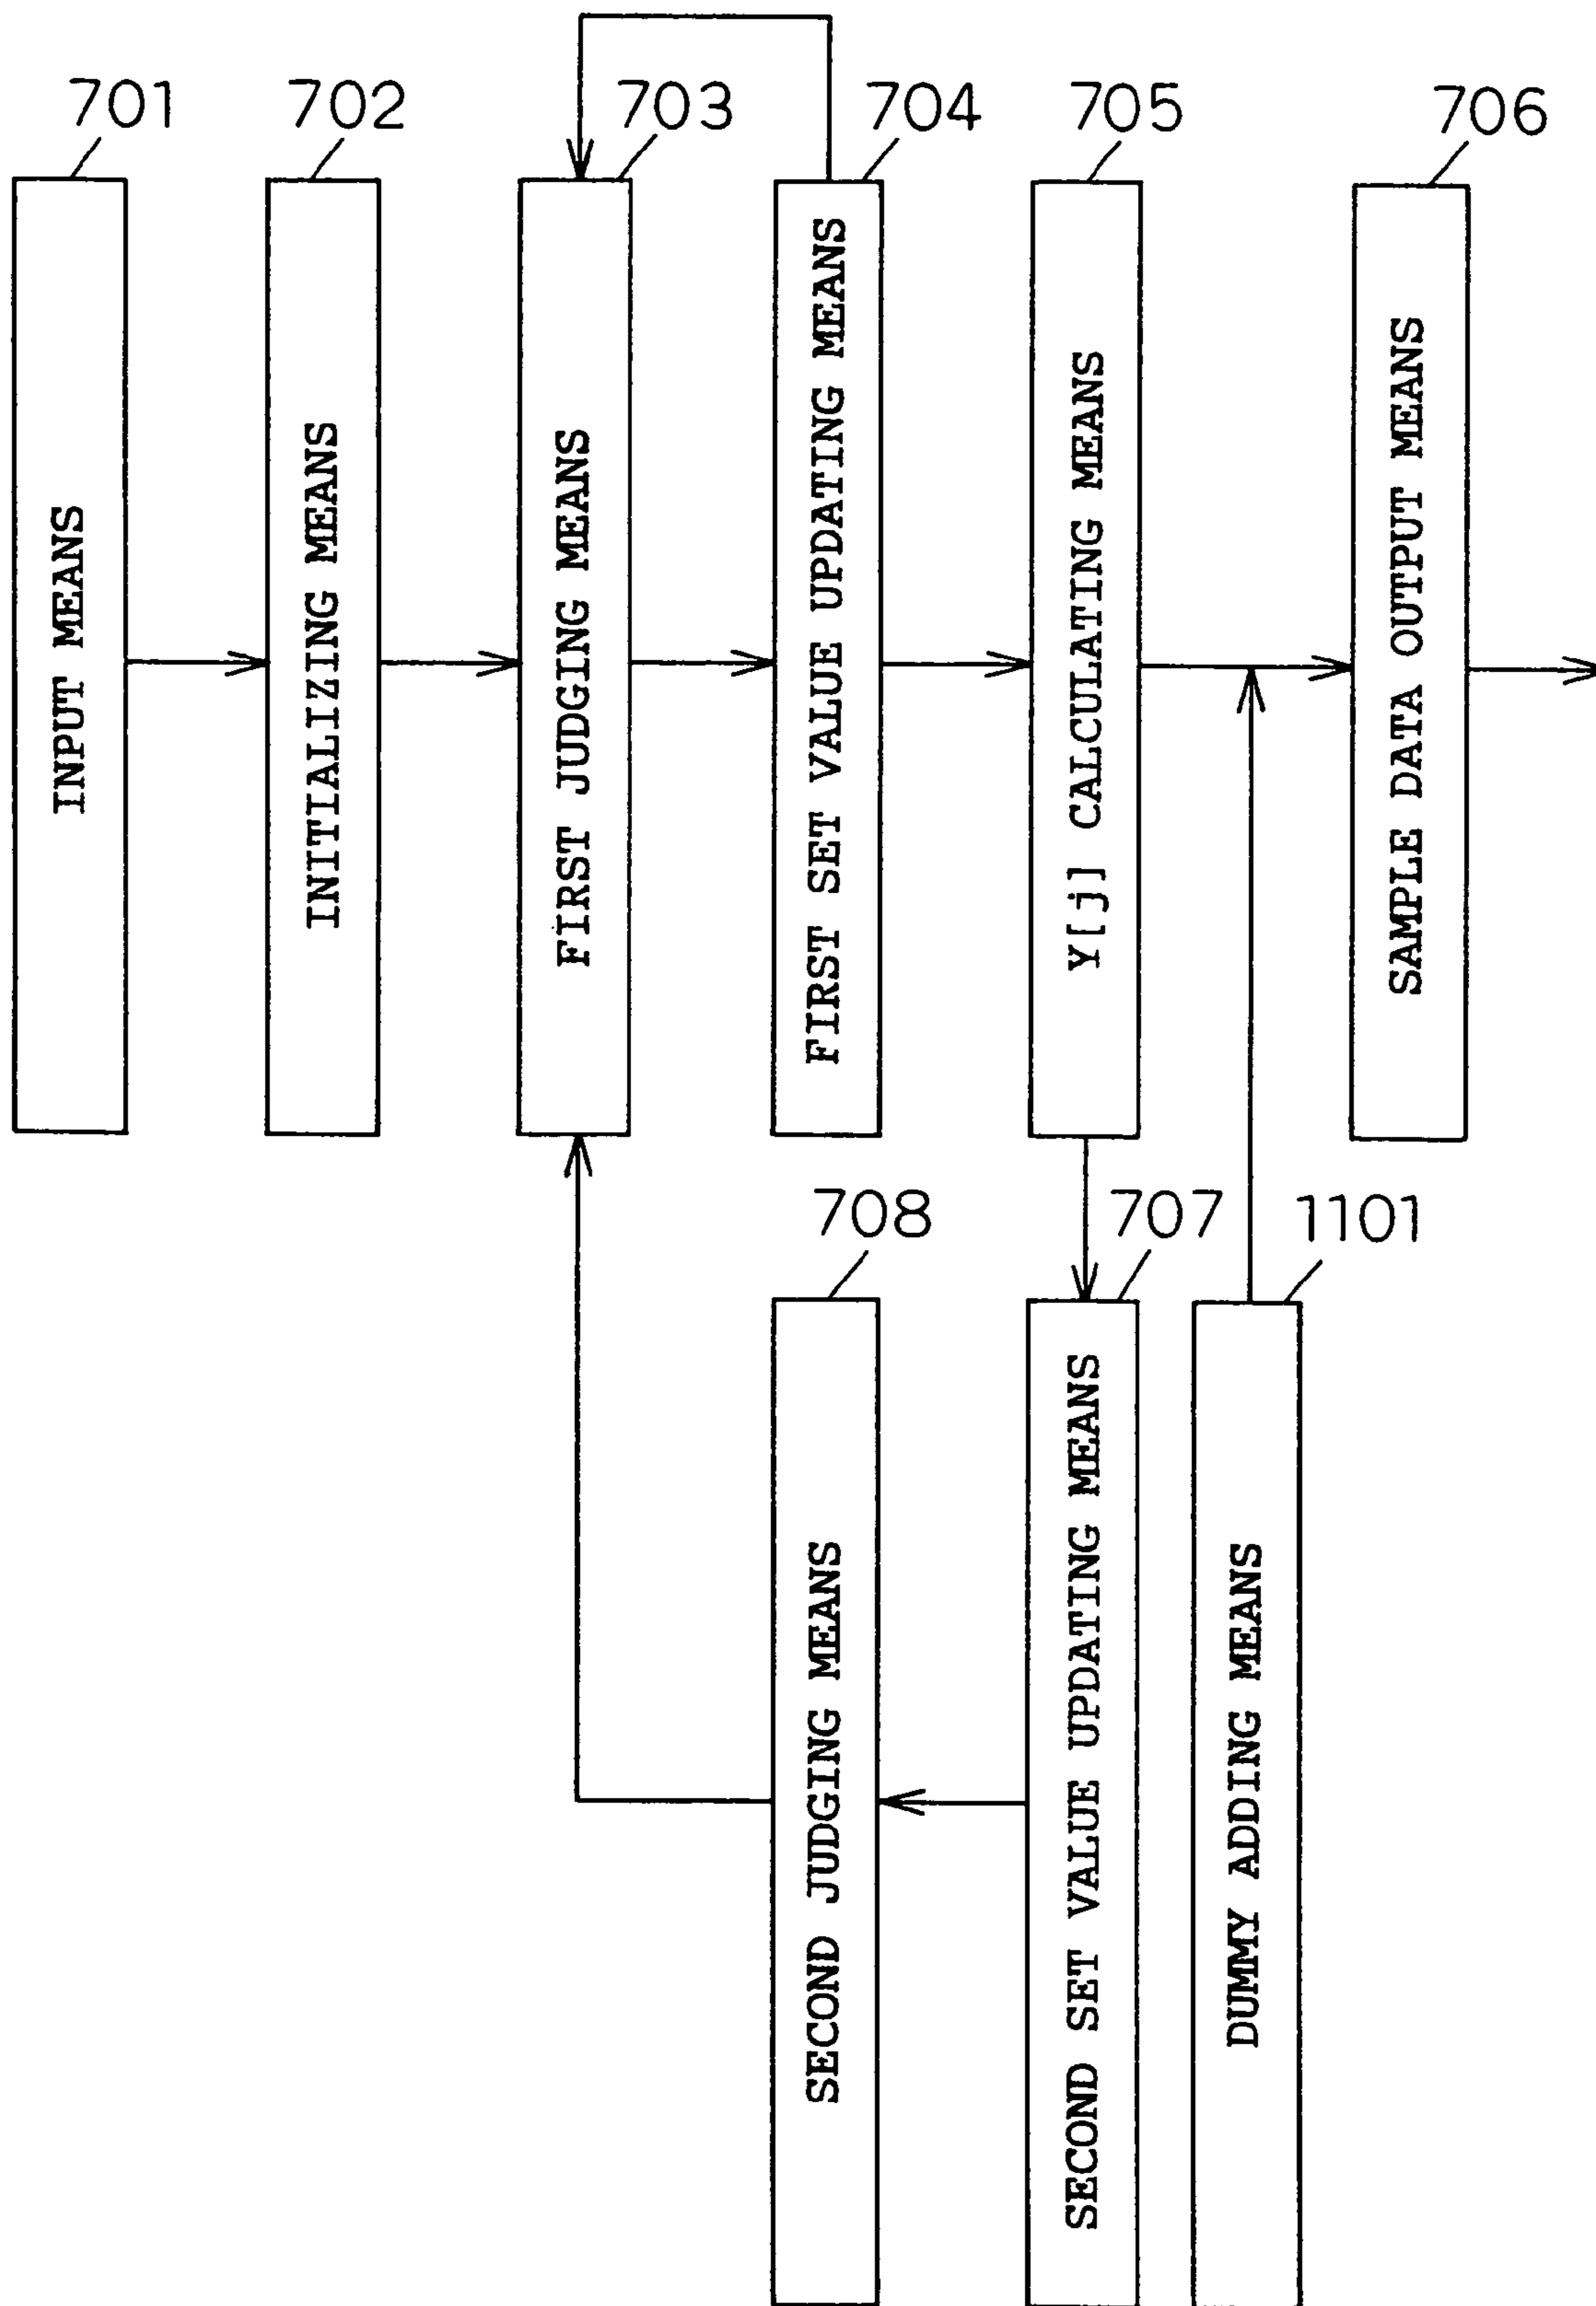 701
INPUT MEANS
702
INITIALIZING MEANS
703
FIRST JUDGING MEANS
704
FIRST SET VALUE UPDATING MEANS
705
Y[j] CALCULATING MEANS
706
SAMPLE DATA OUTPUT MEANS
708
SECOND JUDGING MEANS
707
SECOND SET VALUE UPDATING MEANS
1101
DUMMY ADDING MEANS